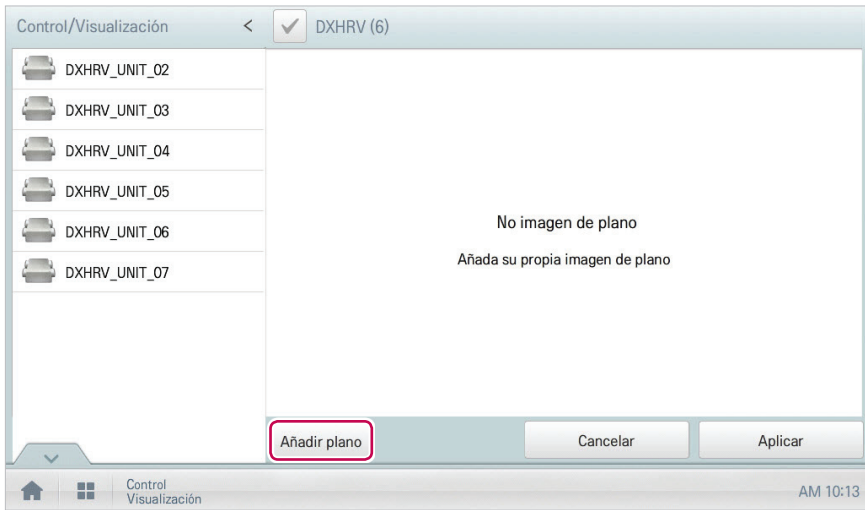 Control/Visualización <
DXHRV (6)
DXHRV_UNIT_02
DXHRV_UNIT_03
DXHRV_UNIT_04
DXHRV_UNIT_05
DXHRV_UNIT_06
DXHRV_UNIT_07
No imagen de plano
Añada su propia imagen de plano
Añadir plano
Cancelar
Aplicar
Control
Visualización
AM 10:13